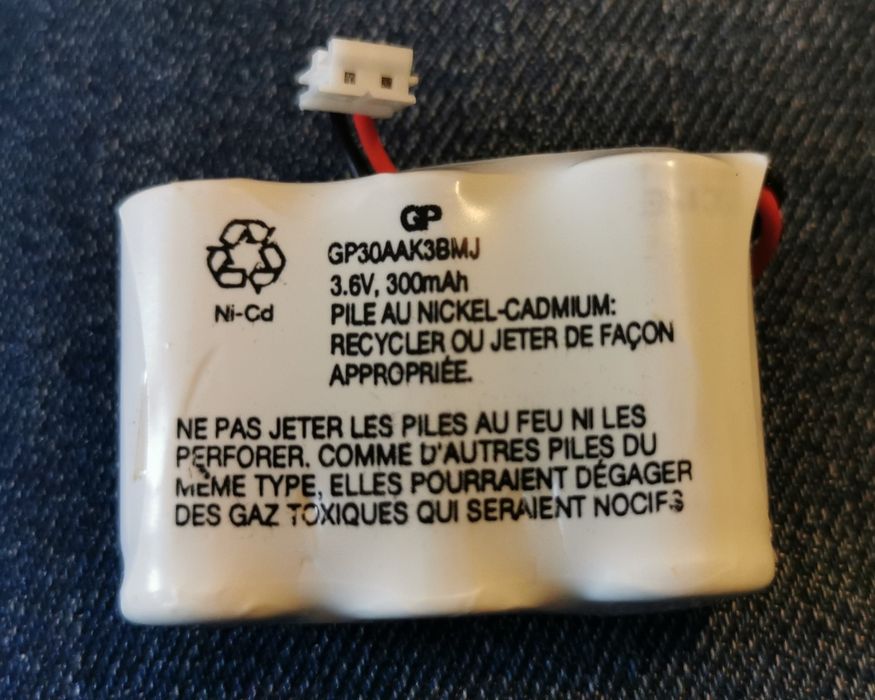 GP
GP30AAK3BMJ
3.6V, 300mAh
Ni-Cd
PILE AU NICKEL-CADMIUM:
RECYCLER OU JETER DE FAÇON
APPROPRIÉE.
NE PAS JETER LES PILES AU FEU NI LES
PERFORER. COMME D'AUTRES PILES DU
MEME TYPE, ELLES POURRAIENT DÉGAGER
DES GAZ TOXIQUES QUI SERAIENT NOCIFS